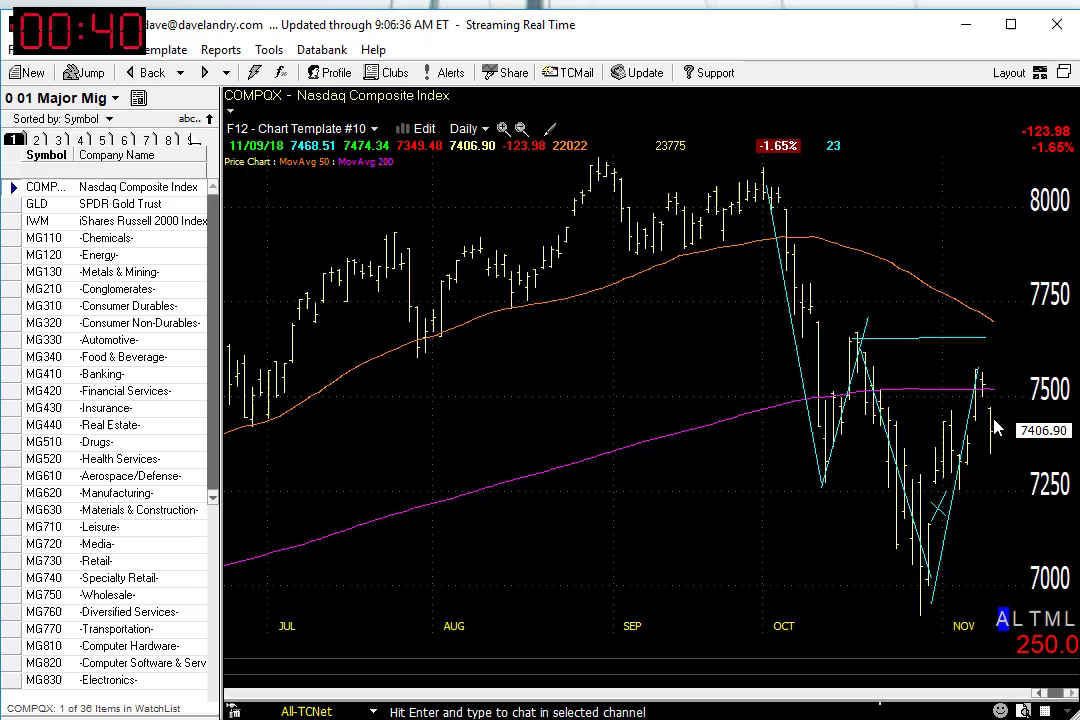 00:40
dave@davelandry.com ... Updated through 9:06:36 AM ET - Streaming Real Time
Template Reports Tools Databank Help
New Jump Back Profile Clubs Alerts Share TCMail Update Support Layout
0 01 Major Mig
Sorted by: Symbol abc..
1 2 3 4 5 6 7 8
Symbol Company Name
COMP... Nasdaq Composite Index
GLD SPDR Gold Trust
IWM iShares Russell 2000 Index
MG110 -Chemicals-
MG120 -Energy-
MG130 -Metals & Mining-
MG210 -Conglomerates-
MG310 -Consumer Durables-
MG320 -Consumer Non-Durables-
MG330 -Automotive-
MG340 -Food & Beverage-
MG410 -Banking-
MG420 -Financial Services-
MG430 -Insurance-
MG440 -Real Estate-
MG510 -Drugs-
MG520 -Health Services-
MG610 -Aerospace/Defense-
MG620 -Manufacturing-
MG630 -Materials & Construction-
MG710 -Leisure-
MG720 -Media-
MG730 -Retail-
MG740 -Specialty Retail-
MG750 -Wholesale-
MG760 -Diversified Services-
MG770 -Transportation-
MG810 -Computer Hardware-
MG820 -Computer Software & Serv
MG830 -Electronics-
COMPQX: 1 of 36 Items in WatchList
COMPQX - Nasdaq Composite Index
F12 - Chart Template #10 Edit Daily
11/09/18 7468.51 7474.34 7349.48 7406.90 -123.98 22022 23775 -1.65% 23
-123.98
-1.65%
Price Chart : MovAvg 50 : MovAvg 200
8000
7750
7500
7406.90
7250
7000
JUL AUG SEP OCT NOV
A L T M L
250.0
All-TCNet Hit Enter and type to chat in selected channel